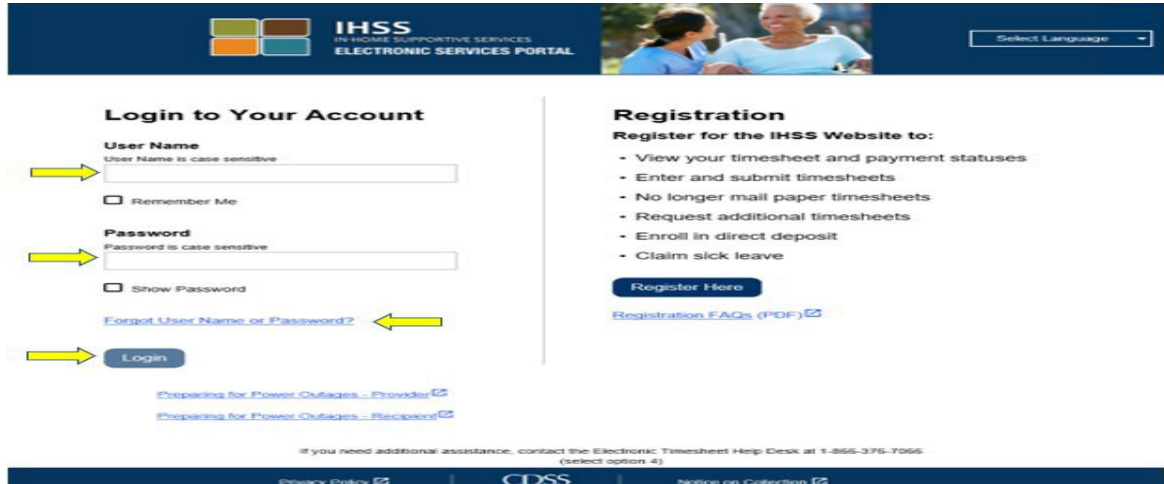 IHSS
IN-HOME SUPPORTIVE SERVICES
ELECTRONIC SERVICES PORTAL
Select Language
Login to Your Account
User Name
User Name is case sensitive
Remember Me
Password
Password is case sensitive
Show Password
Forgot User Name or Password?
Login
Preparing for Power Outages - Provider
Preparing for Power Outages - Recipient
Registration
Register for the IHSS Website to:
• View your timesheet and payment statuses
• Enter and submit timesheets
• No longer mail paper timesheets
• Request additional timesheets
• Enroll in direct deposit
• Claim sick leave
Register Here
Registration FAQs (PDF)
If you need additional assistance, contact the Electronic Timesheet Help Desk at 1-866-376-7066
(select option 4)
Privacy Policy | CDSS | Notice on Collection